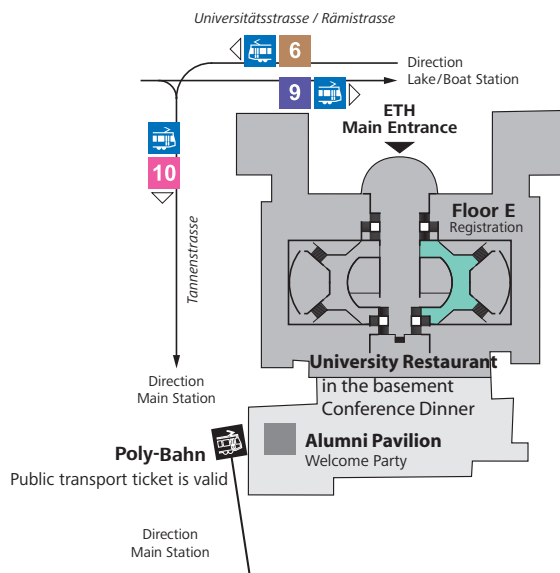 Universitätsstrasse / Rämistrasse
6
Direction
Lake/Boat Station
9
ETH
Main Entrance
10
Floor E
Registration
Tannenstrasse
University Restaurant
in the basement
Conference Dinner
Direction
Main Station
Alumni Pavilion
Welcome Party
Poly-Bahn
Public transport ticket is valid
Direction
Main Station